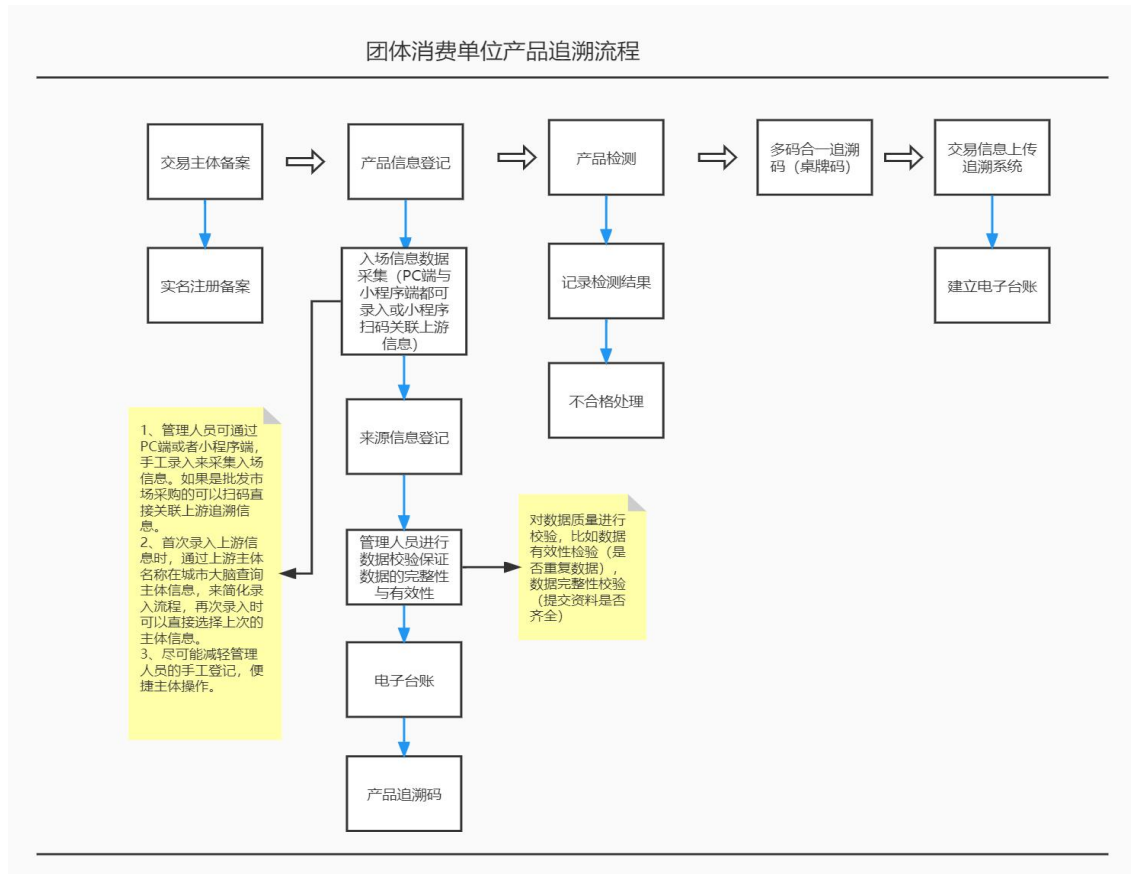 团体消费单位产品追溯流程
交易主体备案
产品信息登记
产品检测
多码合一追溯
码（桌牌码）
交易信息上传
追溯系统
实名注册备案
入场信息数据
采集（PC端与
小程序端都可
录入或小程序
扫码关联上游
信息）
记录检测结果
建立电子台账
不合格处理
来源信息登记
1、管理人员可通过
PC端或者小程序端，
手工录入来采集入场
信息。如果是批发市
场采购的可以扫码直
接关联上游追溯信
息。
2、首次录入上游信
息时，通过上游主体
名称在城市大脑查询
主体信息，来简化录
入流程，再次录入时
可以直接选择上次的
主体信息。
3、尽可能减轻管理
人员的手工登记，便
捷主体操作。
管理人员进行
数据校验保证
数据的完整性
与有效性
对数据质量进行
校验，比如数据
有效性检验（是
否重复数据），
数据完整性校验
（提交资料是否
齐全）
电子台账
产品追溯码